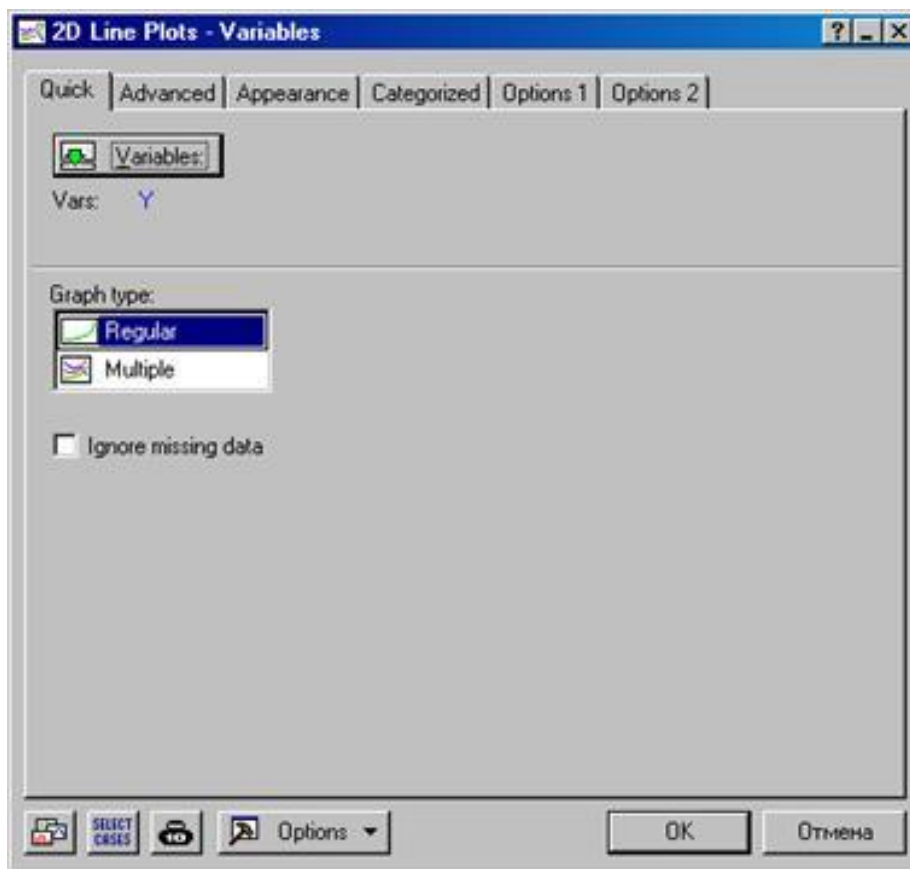 2D Line Plots - Variables
Quick Advanced Appearance Categorized Options 1 Options 2
Variables:
Vars: Y
Graph type:
Regular
Multiple
Ignore missing data
SELECT CASES Options OK Отмена